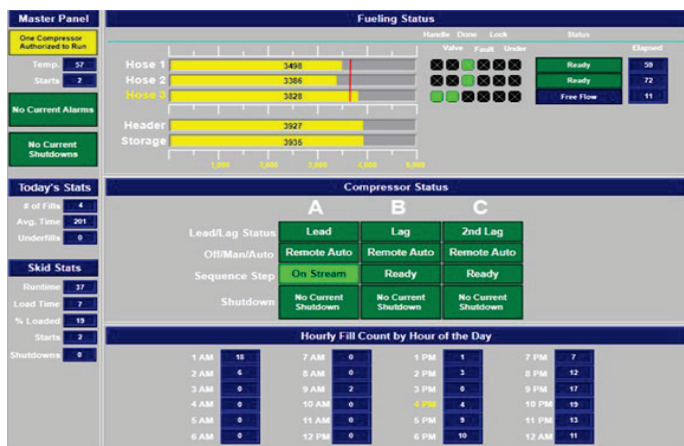 Master Panel
One Compressor
Authorized to Run
Temp. 57
Starts 2
No Current Alarms
No Current
Shutdowns
Today's Stats
# of Fills 4
Avg. Time 201
Underfills 0
Skid Stats
Runtime 37
Load Time 7
% Loaded 19
Starts 2
Shutdowns 0
Fueling Status
Handle Done Lock Status
Valve Fault Under Elapsed
Hose 1 3498 Ready 59
Hose 2 3386 Ready 72
Hose 3 3828 Free Flow 11
Header 3927
Storage 3935
1,000 2,000 3,000 4,000 5,000
Compressor Status
A B C
Lead/Lag Status Lead Lag 2nd Lag
Off/Man/Auto Remote Auto Remote Auto Remote Auto
Sequence Step On Stream Ready Ready
Shutdown No Current Shutdown No Current Shutdown No Current Shutdown
Hourly Fill Count by Hour of the Day
1 AM 18 7 AM 0 1 PM 1 7 PM 7
2 AM 6 8 AM 0 2 PM 3 8 PM 12
3 AM 0 9 AM 2 3 PM 8 9 PM 17
4 AM 0 10 AM 0 4 PM 4 10 PM 19
5 AM 0 11 AM 0 5 PM 9 11 PM 13
6 AM 0 12 PM 0 6 PM 10 12 AM 11